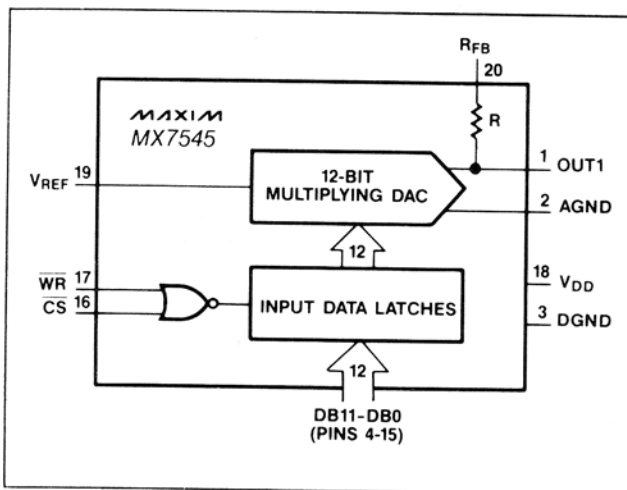 RFB
20
MAXIM
MX7545
R
VREF 19
12-BIT
MULTIPLYING DAC
1 OUT1
2 AGND
12
18 VDD
WR 17
CS 16
INPUT DATA LATCHES
3 DGND
12
DB11-DB0
(PINS 4-15)